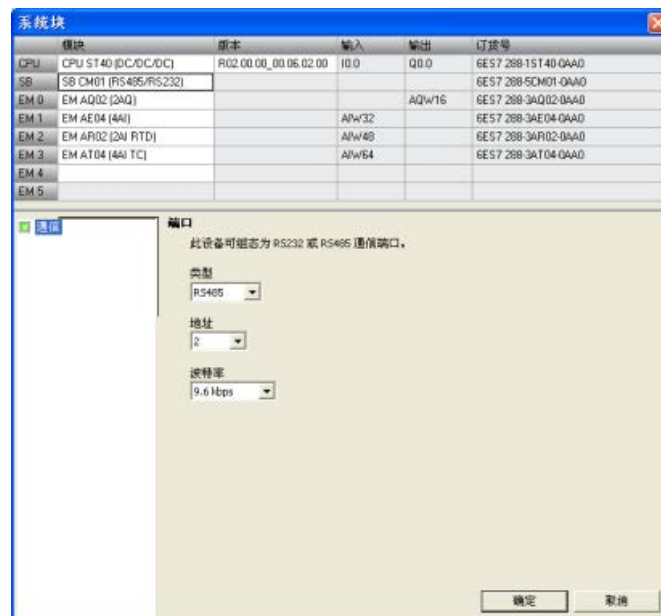 系统块
模块 版本 输入 输出 订货号
CPU CPU ST40 (DC/DC/DC) R02.00.00_00.06.02.00 I0.0 Q0.0 6ES7 288-1ST40-0AA0
SB SB CM01 (RS485/RS232) 6ES7 288-5CM01-0AA0
EM 0 EM AQ02 (2AQ) AQW16 6ES7 288-3AQ02-0AA0
EM 1 EM AE04 (4AI) AIW32 6ES7 288-3AE04-0AA0
EM 2 EM AR02 (2AI RTD) AIW48 6ES7 288-3AR02-0AA0
EM 3 EM AT04 (4AI TC) AIW64 6ES7 288-3AT04-0AA0
EM 4
EM 5
通信
端口
此设备可组态为 RS232 或 RS485 通信端口。
类型
RS485
地址
2
波特率
9.6 kbps
确定 取消